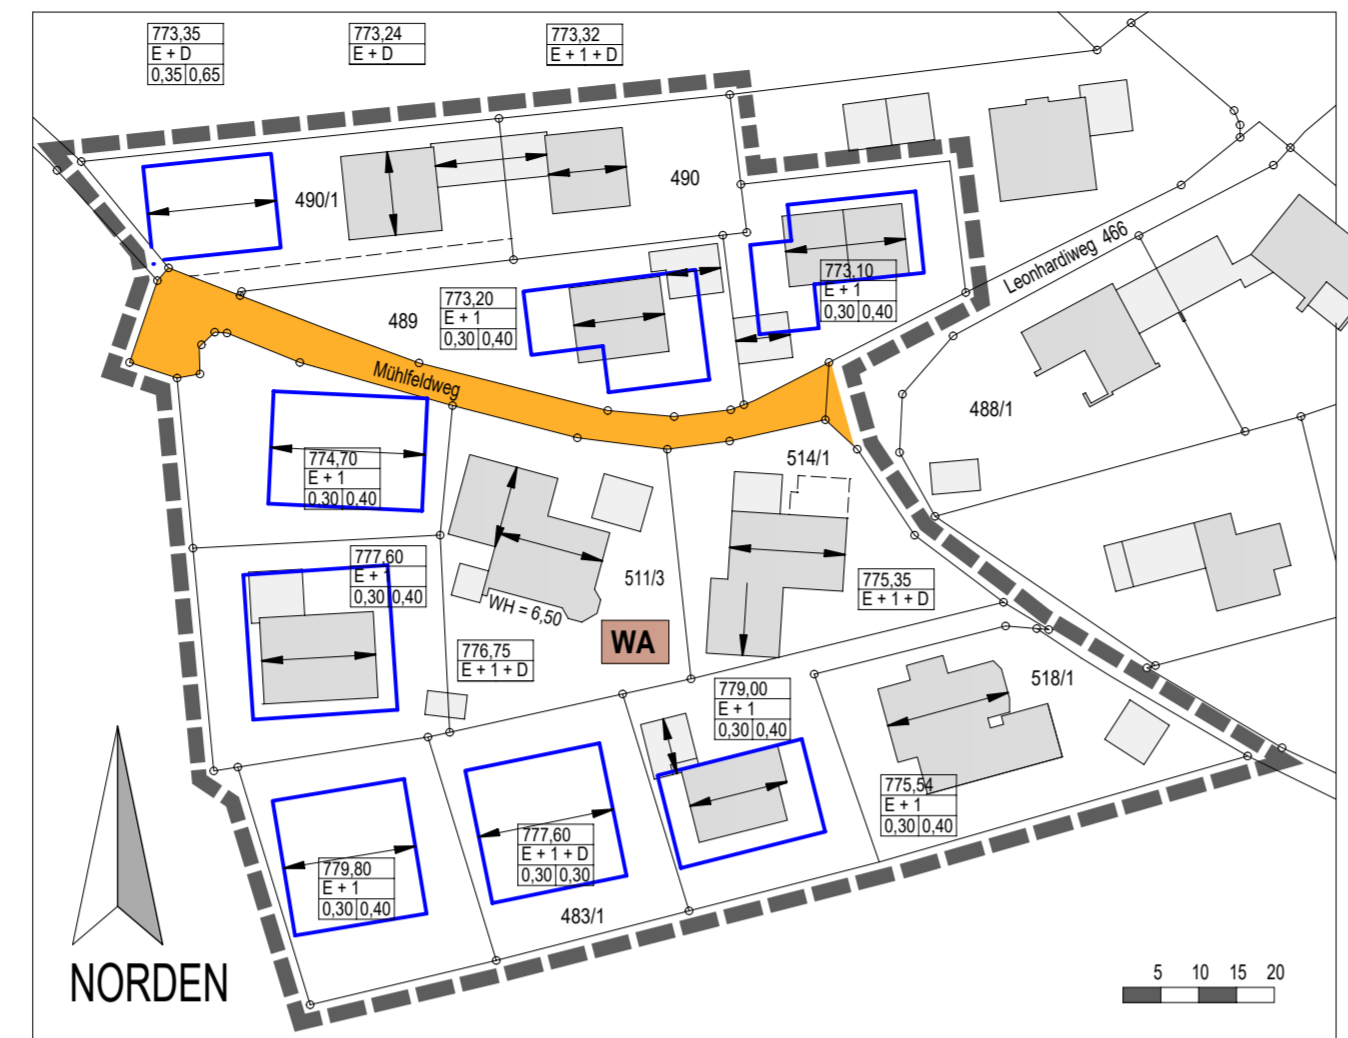 773,35
E + D
0,35 0,65
773,24
E + D
773,32
E + 1 + D
490/1
490
Leonhardiweg 466
773,10
E + 1
0,30 0,40
773,20
E + 1
0,30 0,40
489
Mühlfeldweg
488/1
774,70
E + 1
0,30 0,40
514/1
777,60
E + 1
0,30 0,40
511/3
775,35
E + 1 + D
WH = 6,50
WA
776,75
E + 1 + D
779,00
E + 1
0,30 0,40
518/1
775,54
E + 1
0,30 0,40
777,60
E + 1 + D
0,30 0,30
779,80
E + 1
0,30 0,40
483/1
NORDEN
5 10 15 20